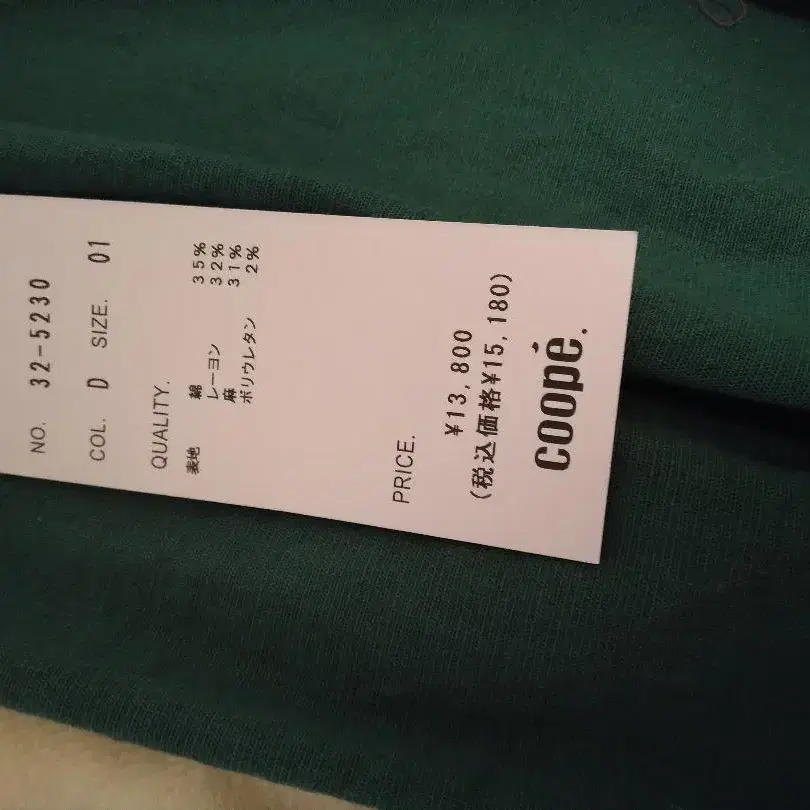 NO. 32-5230
COL. D SIZE. 01
QUALITY.
表地 綿 35%
レーヨン 32%
麻 31%
ポリウレタン 2%
PRICE.
¥13,800
(税込価格¥15,180)
coopé.